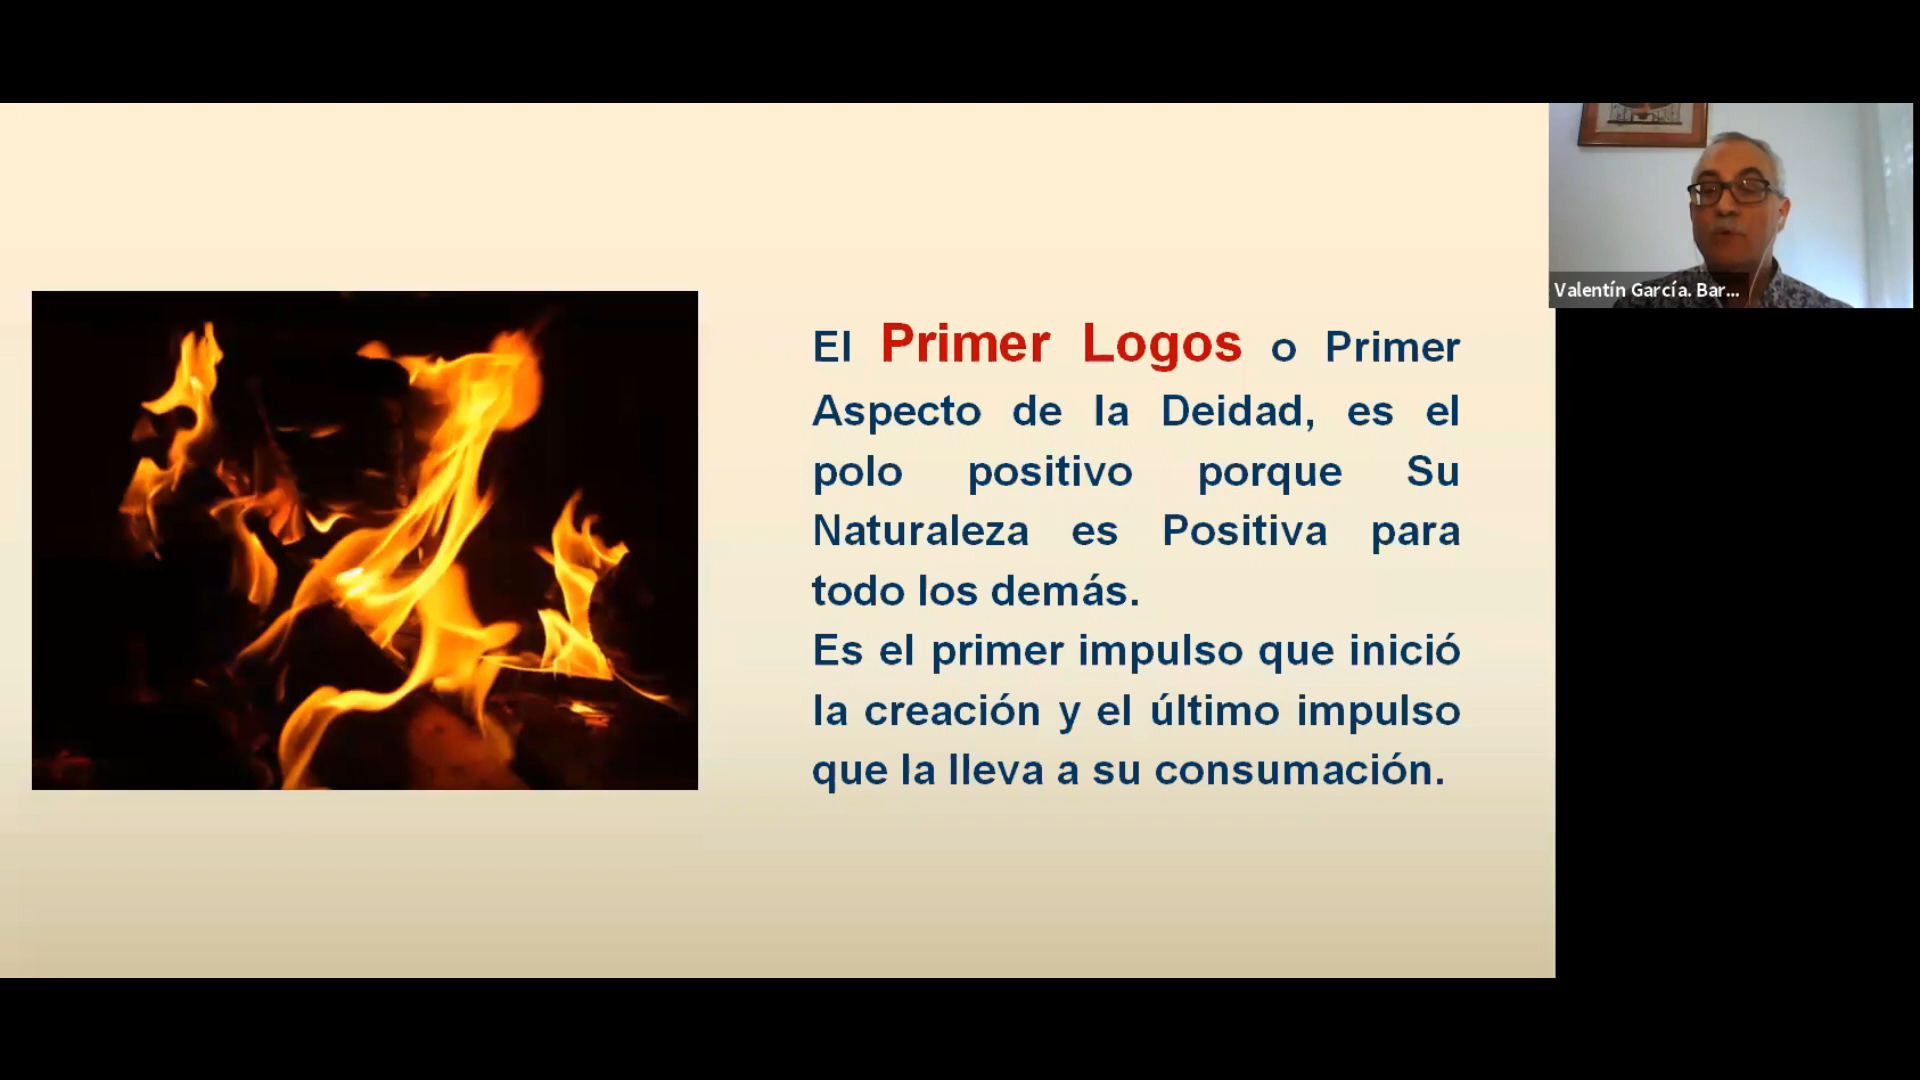 Valentín García. Bar...
El Primer Logos o Primer
Aspecto de la Deidad, es el
polo positivo porque Su
Naturaleza es Positiva para
todo los demás.
Es el primer impulso que inició
la creación y el último impulso
que la lleva a su consumación.